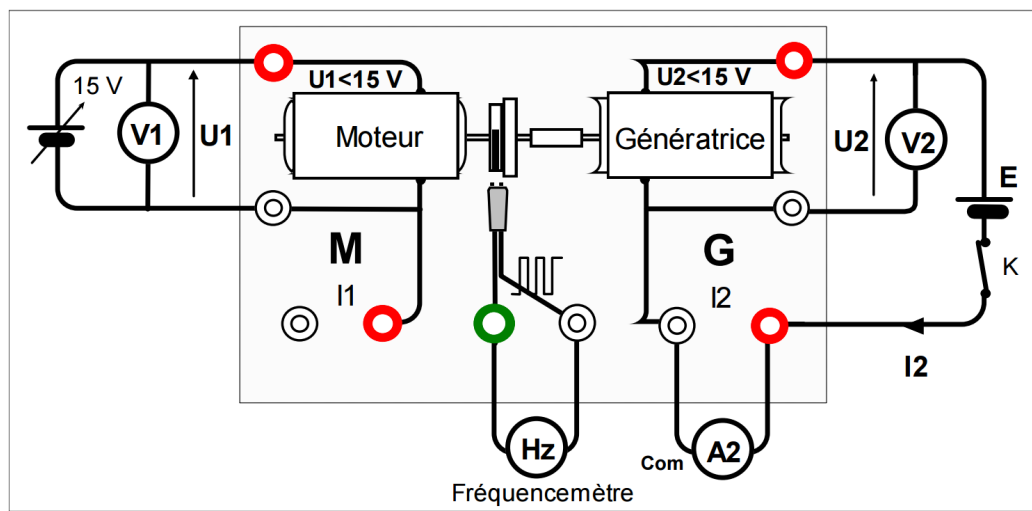 15 V
V1
U1
U1<15 V
Moteur
U2<15 V
Génératrice
U2
V2
E
K
M
I1
G
I2
I2
Hz
Fréquencemètre
Com
A2